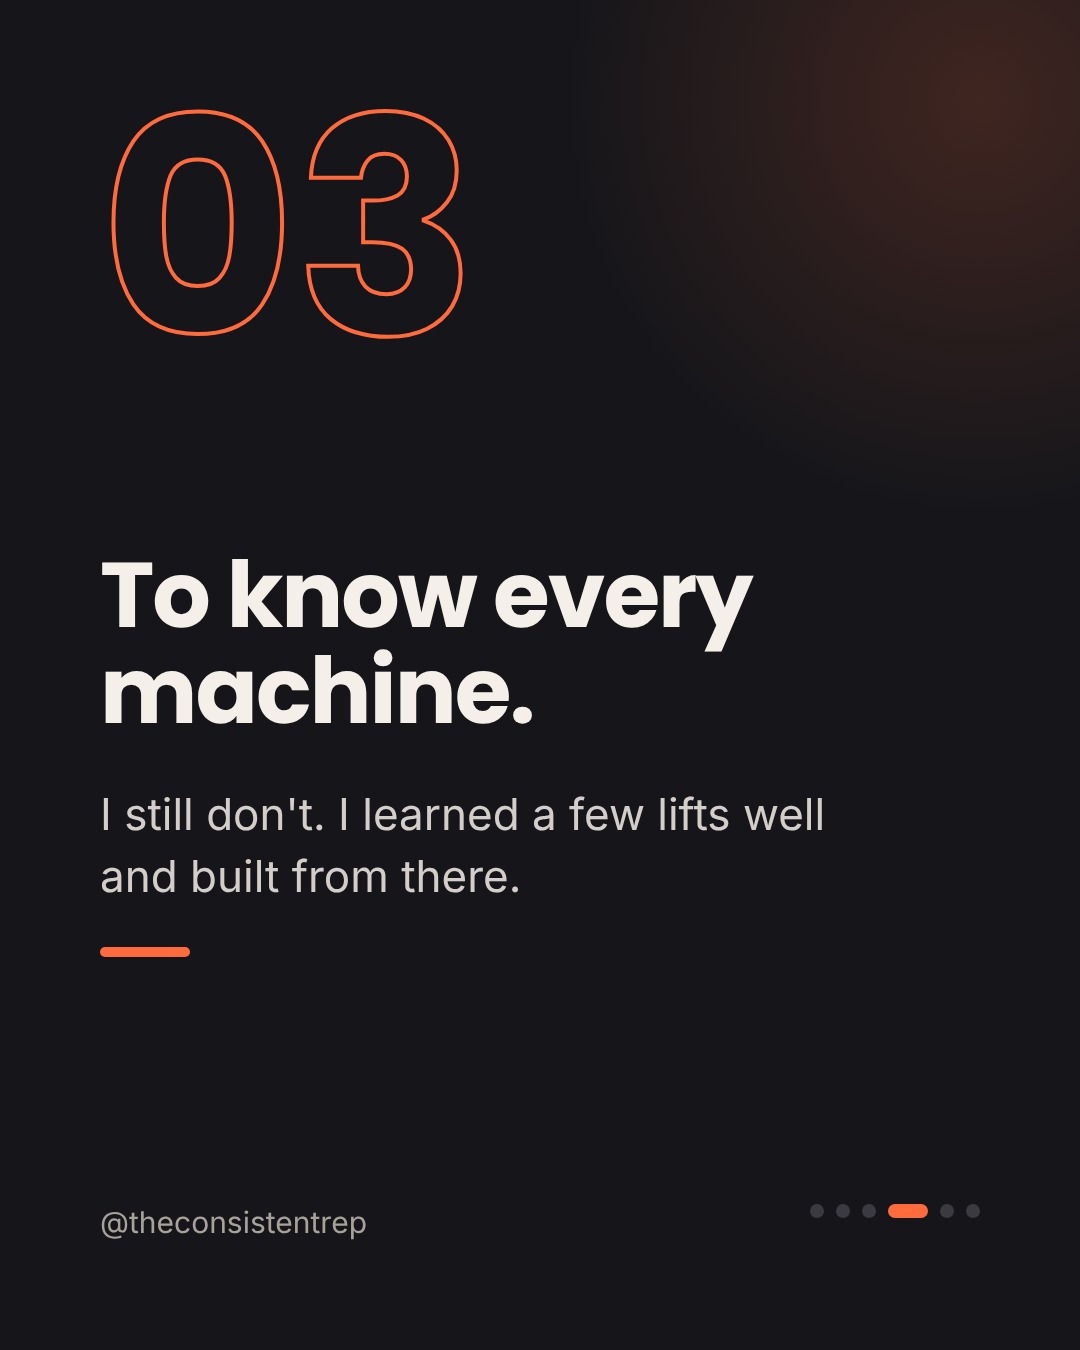 03
To know every
machine.
I still don't. I learned a few lifts well
and built from there.
@theconsistentrep